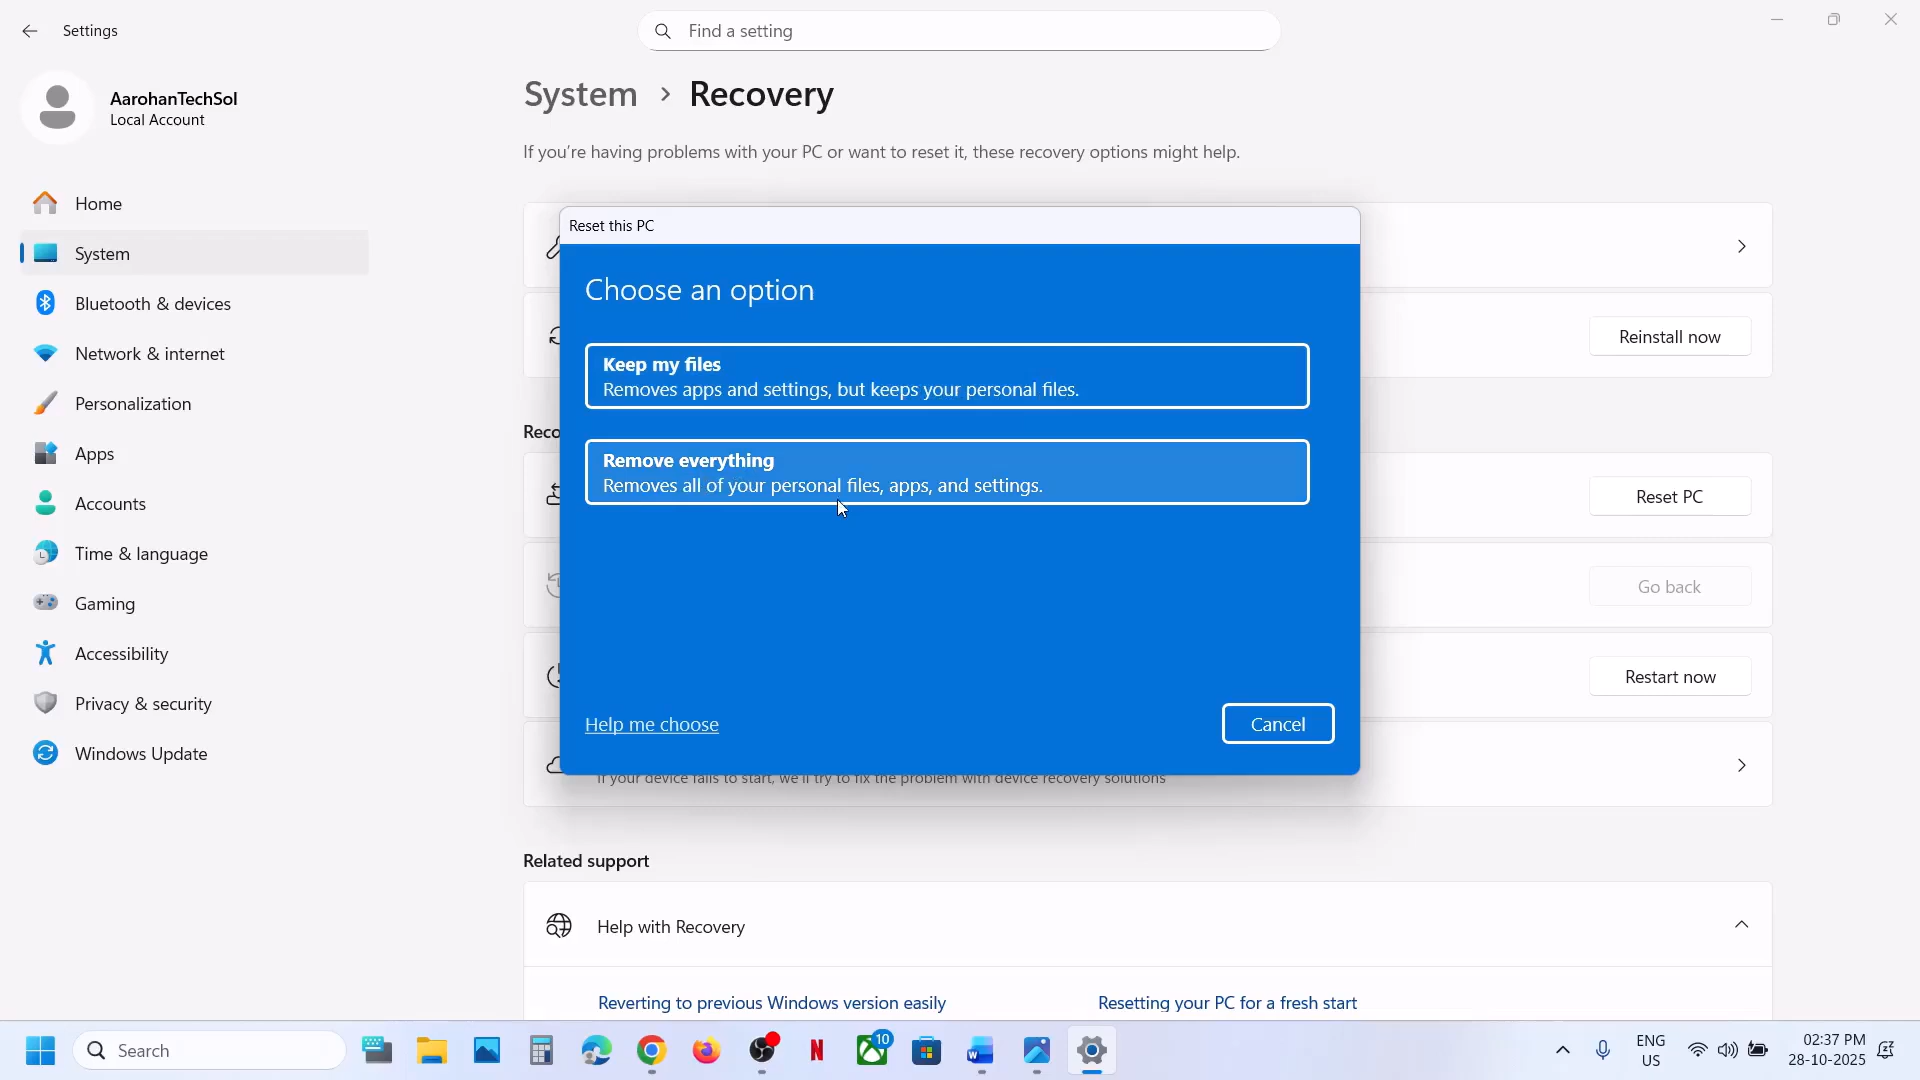 Settings
Find a setting
AarohanTechSol
Local Account
System > Recovery
If you're having problems with your PC or want to reset it, these recovery options might help.
Home
System
Bluetooth & devices
Network & internet
Personalization
Apps
Accounts
Time & language
Gaming
Accessibility
Privacy & security
Windows Update
Reset this PC
Choose an option
Keep my files
Removes apps and settings, but keeps your personal files.
Remove everything
Removes all of your personal files, apps, and settings.
Help me choose
Cancel
Reinstall now
Reco
Reset PC
Go back
Restart now
If your device fails to start, we'll try to fix the problem with device recovery solutions
Related support
Help with Recovery
Reverting to previous Windows version easily
Resetting your PC for a fresh start
Search
10
ENG
US
02:37 PM
28-10-2025